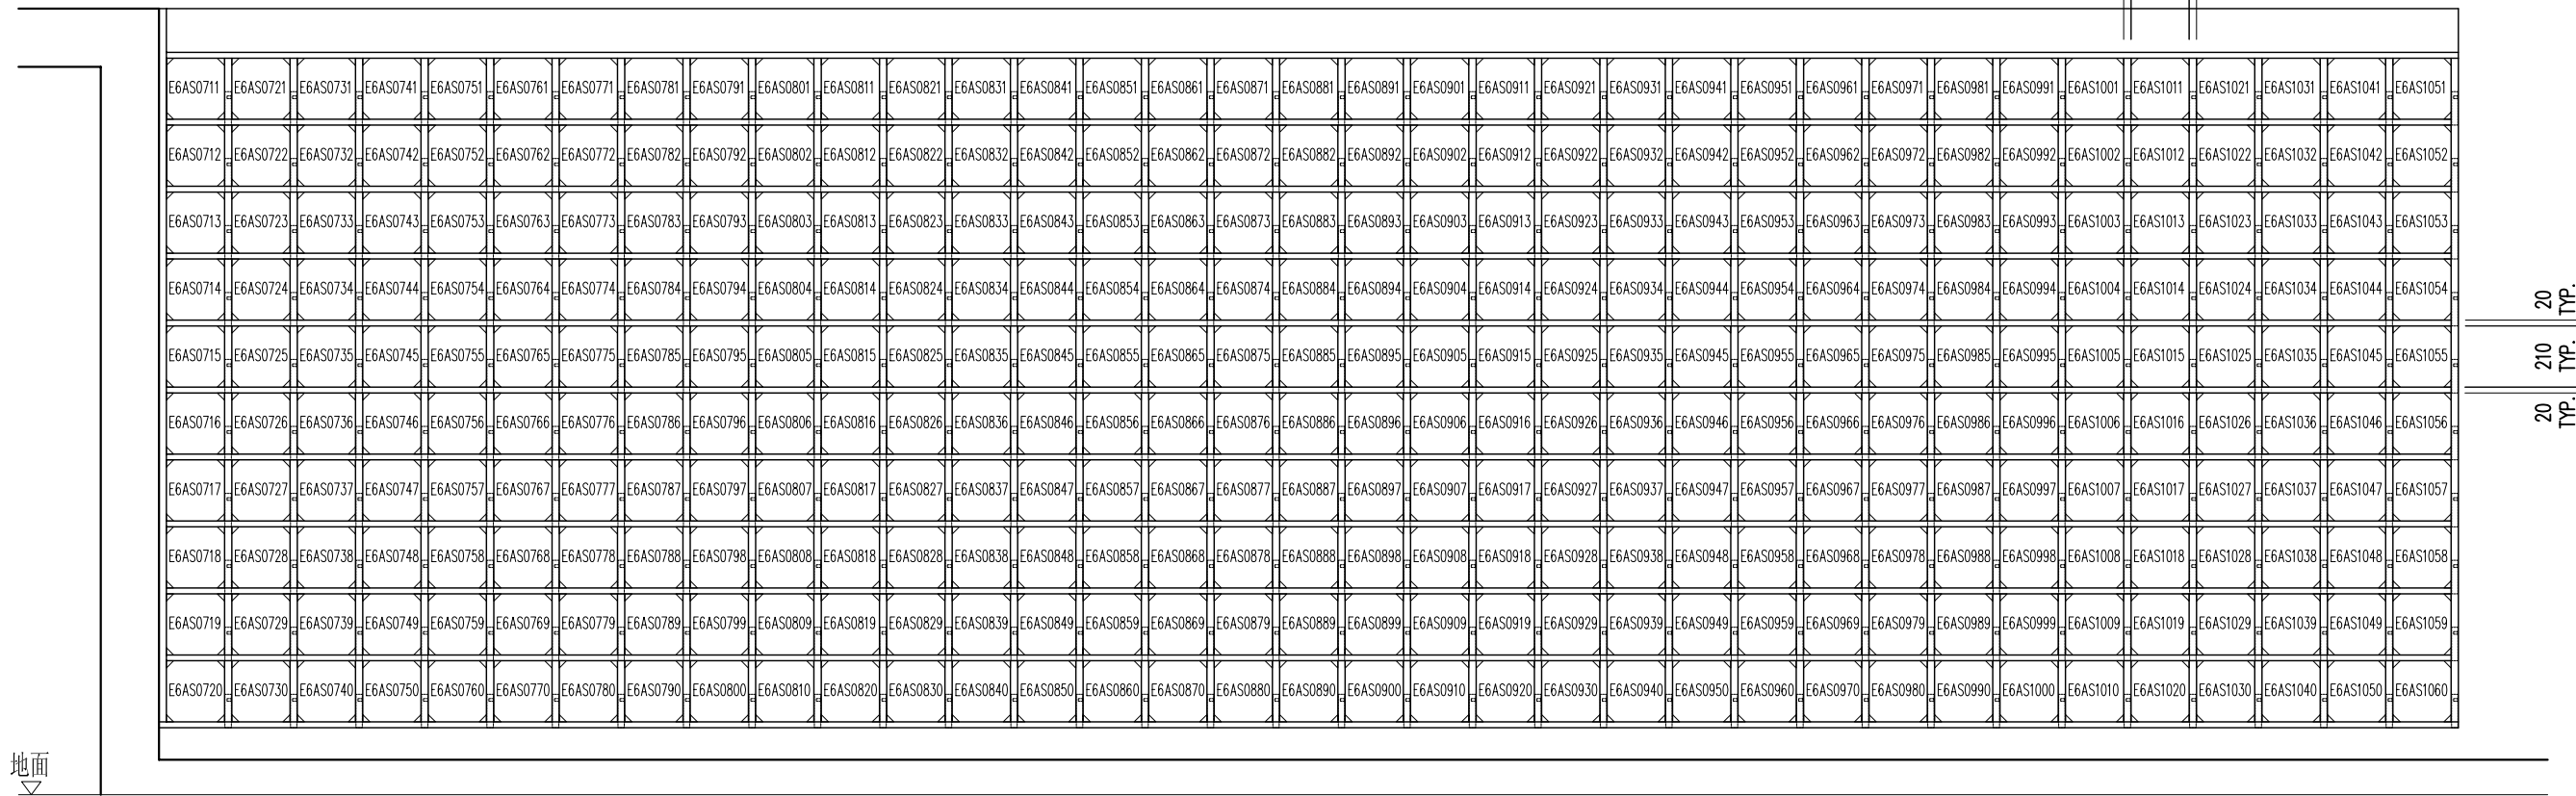 E6AS0711 E6AS0721 E6AS0731 E6AS0741 E6AS0751 E6AS0761 E6AS0771 E6AS0781 E6AS0791 E6AS0801 E6AS0811 E6AS0821 E6AS0831 E6AS0841 E6AS0851 E6AS0861 E6AS0871 E6AS0881 E6AS0891 E6AS0901 E6AS0911 E6AS0921 E6AS0931 E6AS0941 E6AS0951 E6AS0961 E6AS0971 E6AS0981 E6AS0991 E6AS1001 E6AS1011 E6AS1021 E6AS1031 E6AS1041 E6AS1051
E6AS0712 E6AS0722 E6AS0732 E6AS0742 E6AS0752 E6AS0762 E6AS0772 E6AS0782 E6AS0792 E6AS0802 E6AS0812 E6AS0822 E6AS0832 E6AS0842 E6AS0852 E6AS0862 E6AS0872 E6AS0882 E6AS0892 E6AS0902 E6AS0912 E6AS0922 E6AS0932 E6AS0942 E6AS0952 E6AS0962 E6AS0972 E6AS0982 E6AS0992 E6AS1002 E6AS1012 E6AS1022 E6AS1032 E6AS1042 E6AS1052
E6AS0713 E6AS0723 E6AS0733 E6AS0743 E6AS0753 E6AS0763 E6AS0773 E6AS0783 E6AS0793 E6AS0803 E6AS0813 E6AS0823 E6AS0833 E6AS0843 E6AS0853 E6AS0863 E6AS0873 E6AS0883 E6AS0893 E6AS0903 E6AS0913 E6AS0923 E6AS0933 E6AS0943 E6AS0953 E6AS0963 E6AS0973 E6AS0983 E6AS0993 E6AS1003 E6AS1013 E6AS1023 E6AS1033 E6AS1043 E6AS1053
E6AS0714 E6AS0724 E6AS0734 E6AS0744 E6AS0754 E6AS0764 E6AS0774 E6AS0784 E6AS0794 E6AS0804 E6AS0814 E6AS0824 E6AS0834 E6AS0844 E6AS0854 E6AS0864 E6AS0874 E6AS0884 E6AS0894 E6AS0904 E6AS0914 E6AS0924 E6AS0934 E6AS0944 E6AS0954 E6AS0964 E6AS0974 E6AS0984 E6AS0994 E6AS1004 E6AS1014 E6AS1024 E6AS1034 E6AS1044 E6AS1054
20
TYP.
E6AS0715 E6AS0725 E6AS0735 E6AS0745 E6AS0755 E6AS0765 E6AS0775 E6AS0785 E6AS0795 E6AS0805 E6AS0815 E6AS0825 E6AS0835 E6AS0845 E6AS0855 E6AS0865 E6AS0875 E6AS0885 E6AS0895 E6AS0905 E6AS0915 E6AS0925 E6AS0935 E6AS0945 E6AS0955 E6AS0965 E6AS0975 E6AS0985 E6AS0995 E6AS1005 E6AS1015 E6AS1025 E6AS1035 E6AS1045 E6AS1055
210
TYP.
E6AS0716 E6AS0726 E6AS0736 E6AS0746 E6AS0756 E6AS0766 E6AS0776 E6AS0786 E6AS0796 E6AS0806 E6AS0816 E6AS0826 E6AS0836 E6AS0846 E6AS0856 E6AS0866 E6AS0876 E6AS0886 E6AS0896 E6AS0906 E6AS0916 E6AS0926 E6AS0936 E6AS0946 E6AS0956 E6AS0966 E6AS0976 E6AS0986 E6AS0996 E6AS1006 E6AS1016 E6AS1026 E6AS1036 E6AS1046 E6AS1056
20
TYP.
E6AS0717 E6AS0727 E6AS0737 E6AS0747 E6AS0757 E6AS0767 E6AS0777 E6AS0787 E6AS0797 E6AS0807 E6AS0817 E6AS0827 E6AS0837 E6AS0847 E6AS0857 E6AS0867 E6AS0877 E6AS0887 E6AS0897 E6AS0907 E6AS0917 E6AS0927 E6AS0937 E6AS0947 E6AS0957 E6AS0967 E6AS0977 E6AS0987 E6AS0997 E6AS1007 E6AS1017 E6AS1027 E6AS1037 E6AS1047 E6AS1057
E6AS0718 E6AS0728 E6AS0738 E6AS0748 E6AS0758 E6AS0768 E6AS0778 E6AS0788 E6AS0798 E6AS0808 E6AS0818 E6AS0828 E6AS0838 E6AS0848 E6AS0858 E6AS0868 E6AS0878 E6AS0888 E6AS0898 E6AS0908 E6AS0918 E6AS0928 E6AS0938 E6AS0948 E6AS0958 E6AS0968 E6AS0978 E6AS0988 E6AS0998 E6AS1008 E6AS1018 E6AS1028 E6AS1038 E6AS1048 E6AS1058
E6AS0719 E6AS0729 E6AS0739 E6AS0749 E6AS0759 E6AS0769 E6AS0779 E6AS0789 E6AS0799 E6AS0809 E6AS0819 E6AS0829 E6AS0839 E6AS0849 E6AS0859 E6AS0869 E6AS0879 E6AS0889 E6AS0899 E6AS0909 E6AS0919 E6AS0929 E6AS0939 E6AS0949 E6AS0959 E6AS0969 E6AS0979 E6AS0989 E6AS0999 E6AS1009 E6AS1019 E6AS1029 E6AS1039 E6AS1049 E6AS1059
E6AS0720 E6AS0730 E6AS0740 E6AS0750 E6AS0760 E6AS0770 E6AS0780 E6AS0790 E6AS0800 E6AS0810 E6AS0820 E6AS0830 E6AS0840 E6AS0850 E6AS0860 E6AS0870 E6AS0880 E6AS0890 E6AS0900 E6AS0910 E6AS0920 E6AS0930 E6AS0940 E6AS0950 E6AS0960 E6AS0970 E6AS0980 E6AS0990 E6AS1000 E6AS1010 E6AS1020 E6AS1030 E6AS1040 E6AS1050 E6AS1060
地面